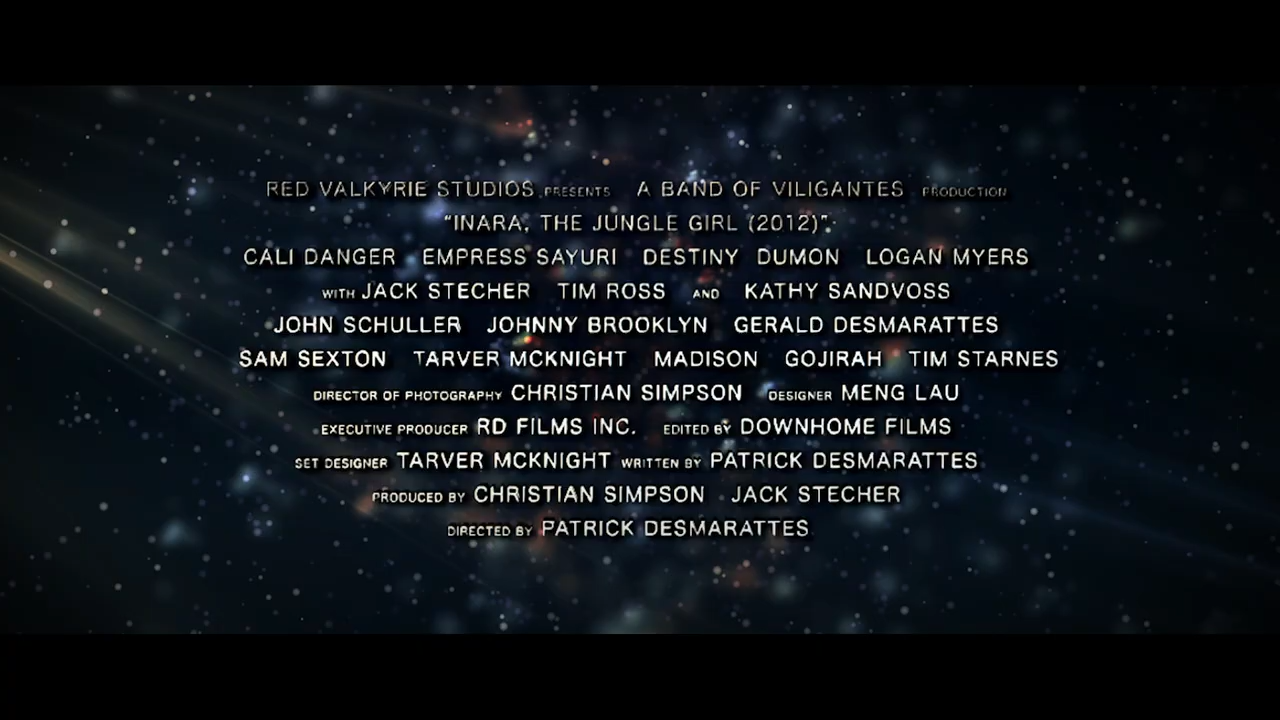 RED VALKYRIE STUDIOS PRESENTS A BAND OF VILIGANTES PRODUCTION
"INARA, THE JUNGLE GIRL (2012)".
CALI DANGER EMPRESS SAYURI DESTINY DUMON LOGAN MYERS
WITH JACK STECHER TIM ROSS AND KATHY SANDVOSS
JOHN SCHULLER JOHNNY BROOKLYN GERALD DESMARATTES
SAM SEXTON TARVER MCKNIGHT MADISON GOJIRAH TIM STARNES
DIRECTOR OF PHOTOGRAPHY CHRISTIAN SIMPSON DESIGNER MENG LAU
EXECUTIVE PRODUCER RD FILMS INC. EDITED BY DOWNHOME FILMS
SET DESIGNER TARVER MCKNIGHT WRITTEN BY PATRICK DESMARATTES
PRODUCED BY CHRISTIAN SIMPSON JACK STECHER
DIRECTED BY PATRICK DESMARATTES